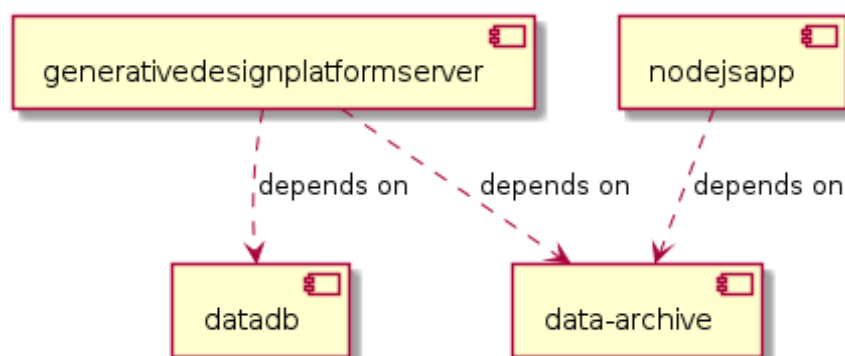 generativedesignplatformserver
nodejsapp
depends on
depends on
depends on
datadb
data-archive